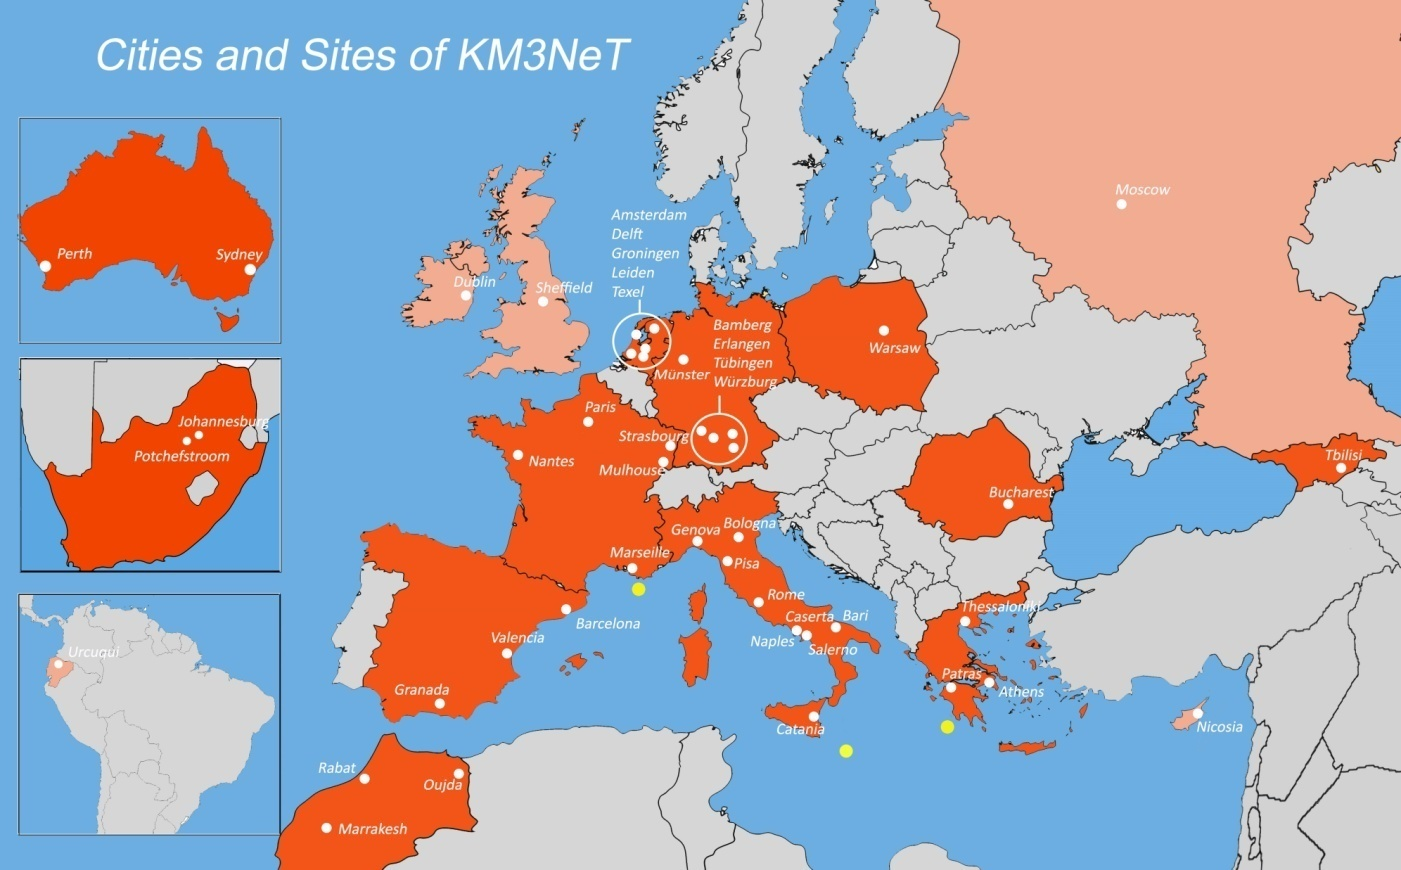 Cities and Sites of KM3NeT
Perth
Sydney
Johannesburg
Potchefstroom
Urcuqui
Moscow
Amsterdam
Delft
Groningen
Leiden
Texel
Dublin
Sheffield
Bamberg
Erlangen
Tübingen
Würzburg
Münster
Warsaw
Paris
Strasbourg
Nantes
Mulhouse
Tbilisi
Bucharest
Genova
Bologna
Marseille
Pisa
Rome
Barcelona
Caserta
Bari
Thessaloniki
Valencia
Naples
Salerno
Granada
Patras
Athens
Catania
Nicosia
Rabat
Oujda
Marrakesh